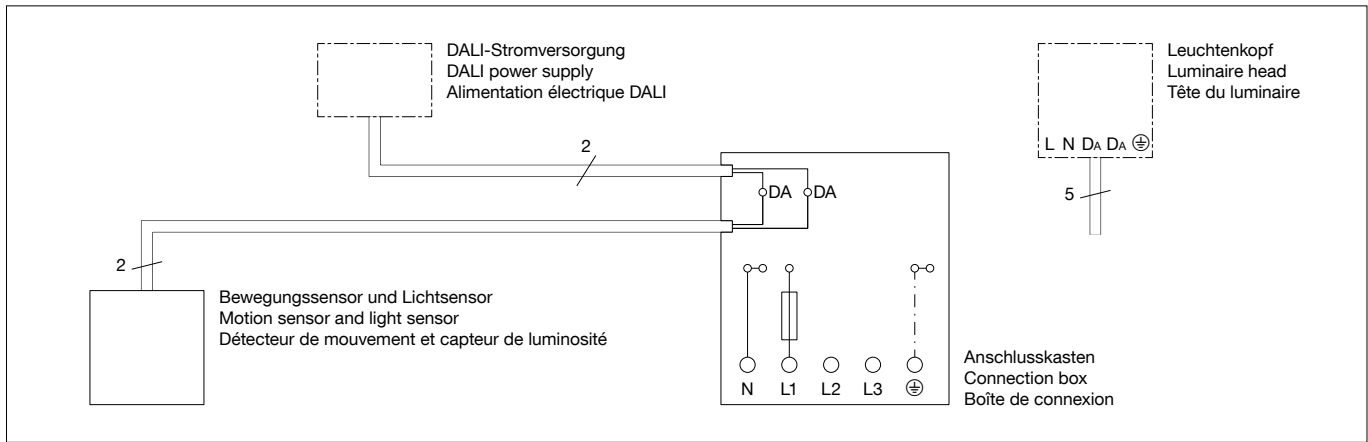 DALI-Stromversorgung
DALI power supply
Alimentation électrique DALI
Leuchtenkopf
Luminaire head
Tête du luminaire
L N DA DA
2
5
DA DA
2
Bewegungssensor und Lichtsensor
Motion sensor and light sensor
Détecteur de mouvement et capteur de luminosité
N L1 L2 L3
Anschlusskasten
Connection box
Boîte de connexion